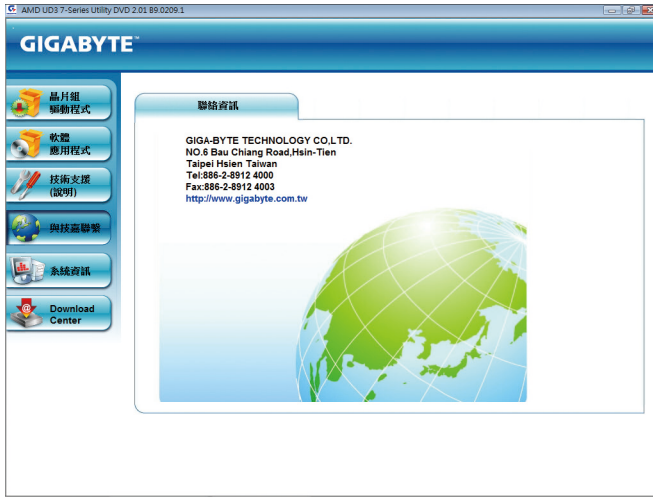 AMD UD3 7-Series Utility DVD 2.01 B9.0209.1
GIGABYTE™
晶片組
驅動程式
軟體
應用程式
技術支援
(說明)
與技嘉聯繫
系統資訊
Download
Center
聯絡資訊
GIGA-BYTE TECHNOLOGY CO,LTD.
NO.6 Bau Chiang Road,Hsin-Tien
Taipei Hsien Taiwan
Tel:886-2-8912 4000
Fax:886-2-8912 4003
http://www.gigabyte.com.tw